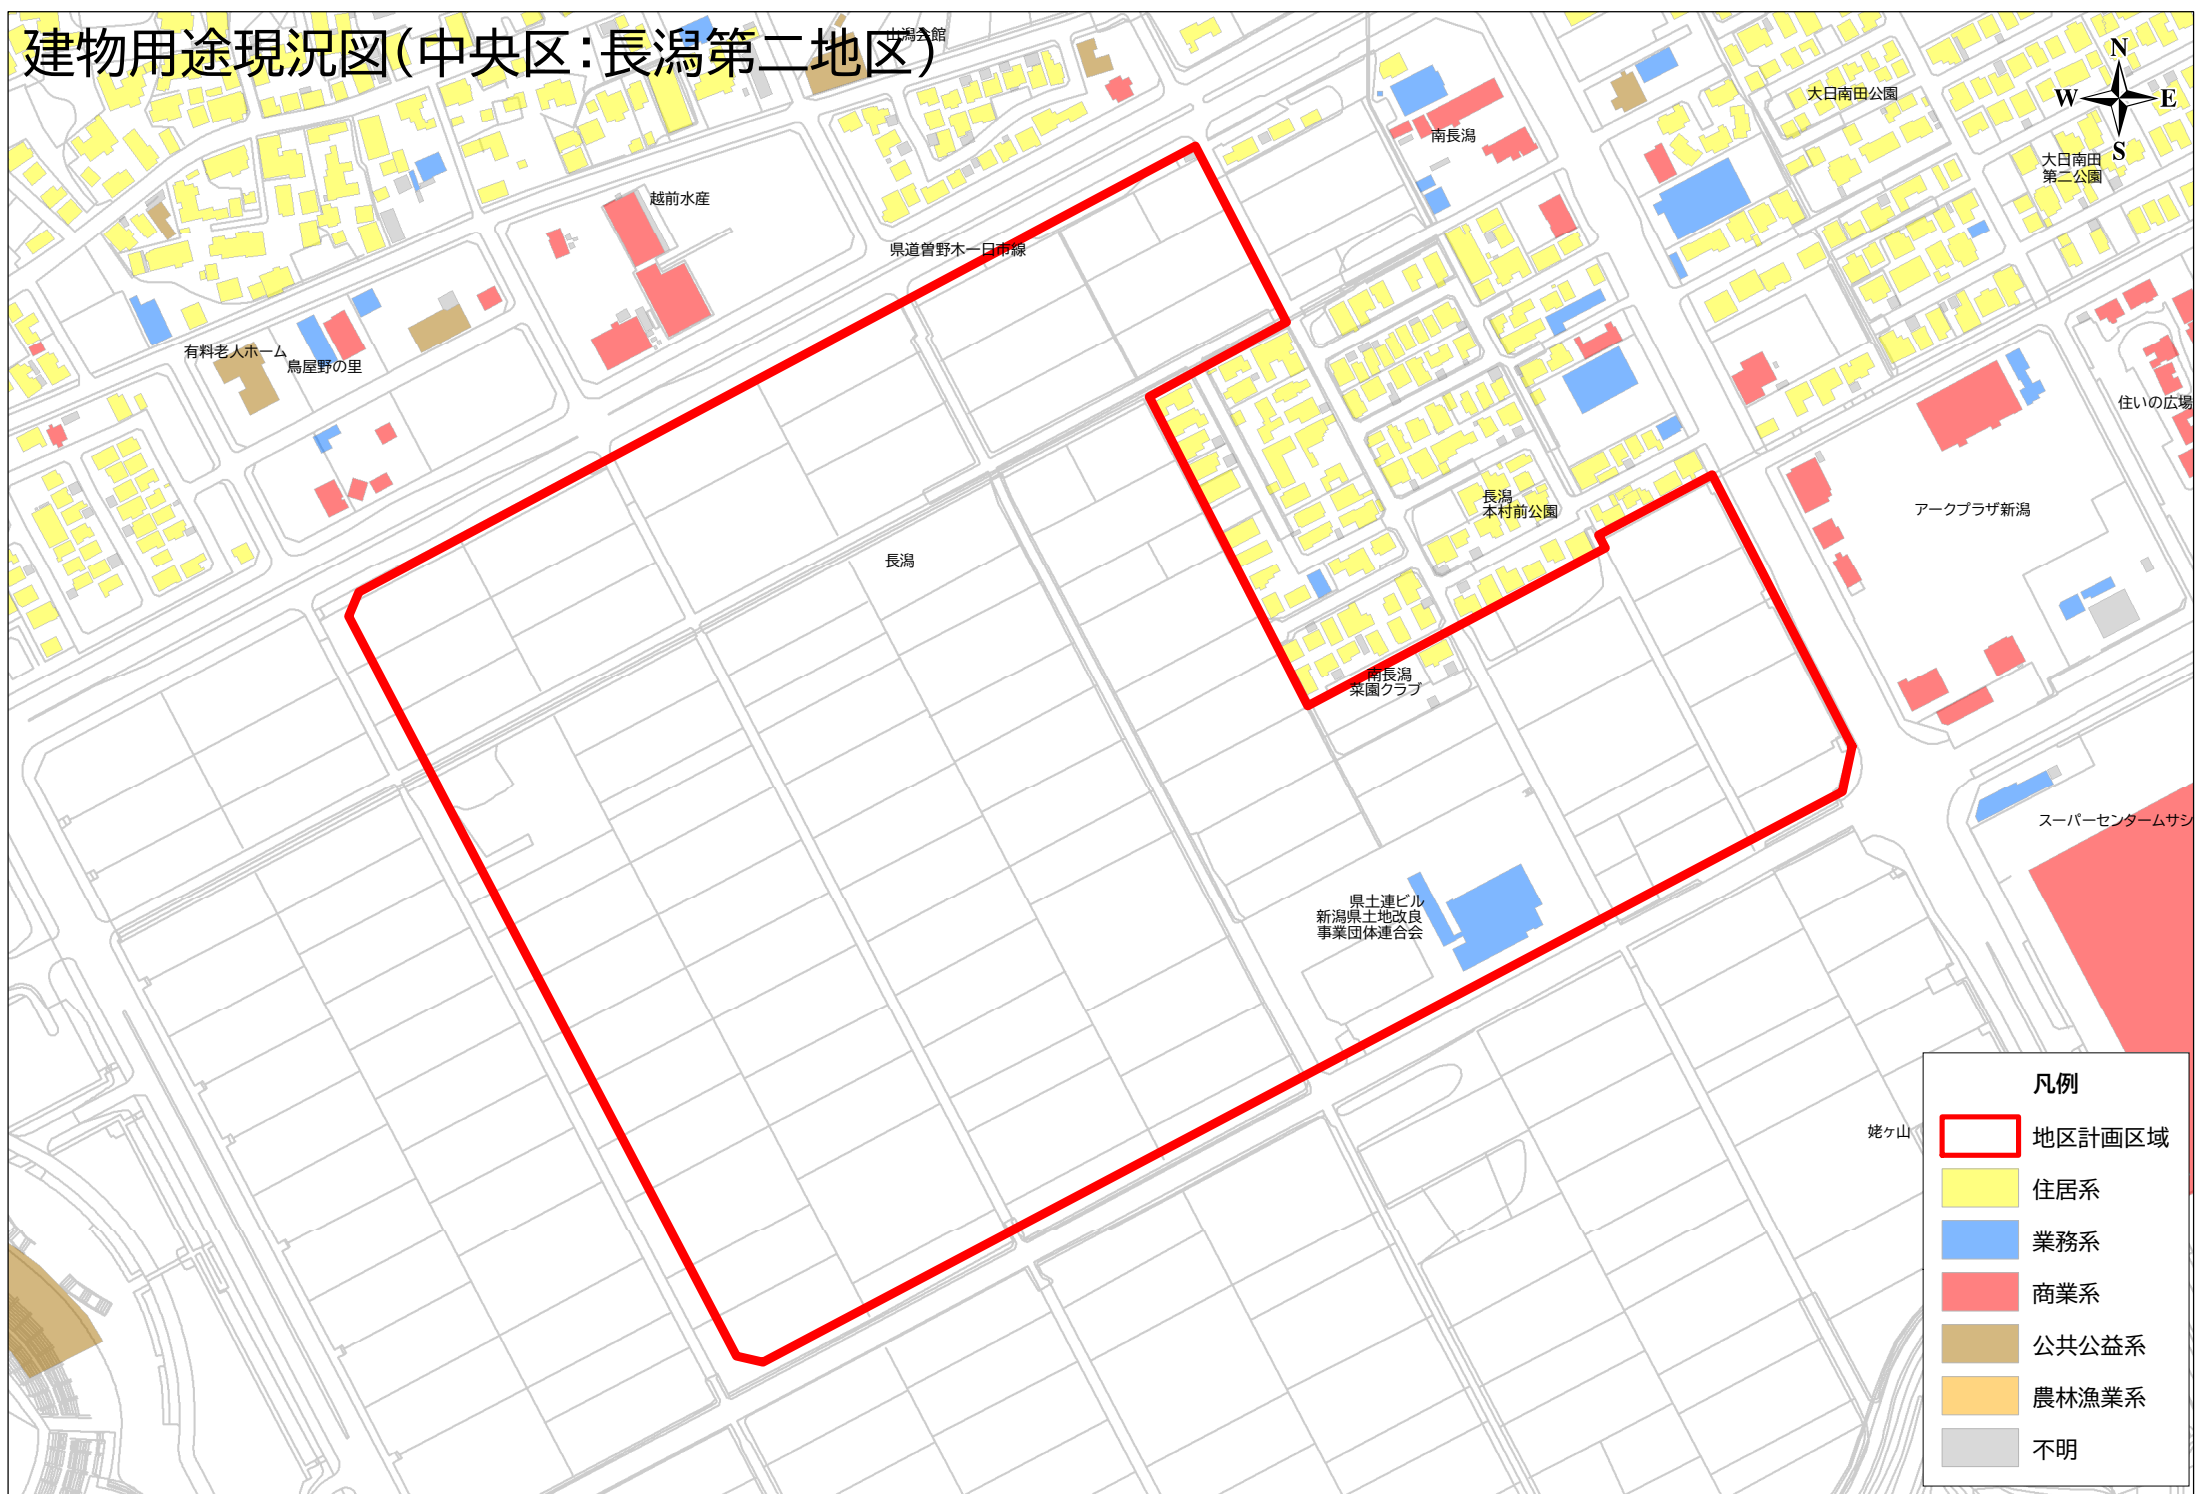 建物用途現況図(中央区:長潟第二地区)
山潟会館
N
W E
S
大日南田公園
南長潟
大日南田
第二公園
越前水産
県道曽野木一日市線
有料老人ホーム
鳥屋野の里
住いの広場
長潟
本村前公園
アークプラザ新潟
長潟
南長潟
菜園クラブ
スーパーセンタームサシ
県土連ビル
新潟県土地改良
事業団体連合会
姥ヶ山
凡例
地区計画区域
住居系
業務系
商業系
公共公益系
農林漁業系
不明